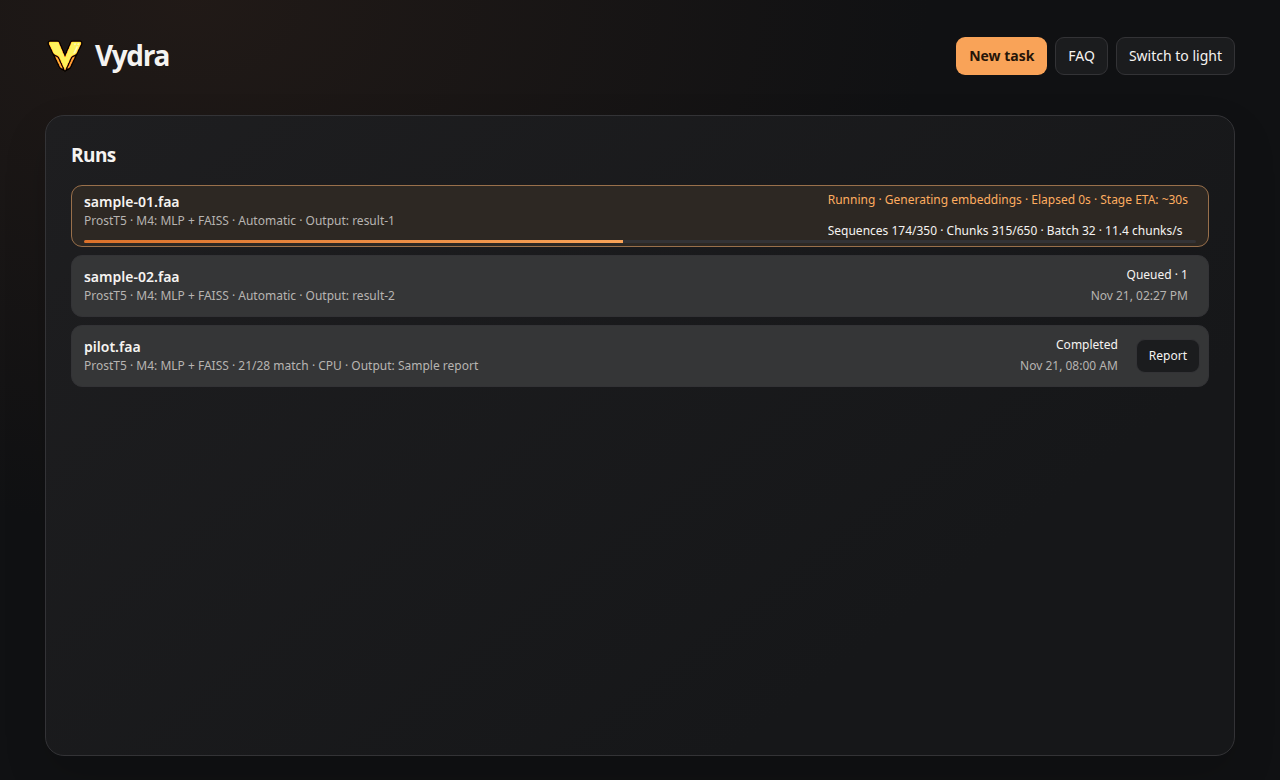 Vydra
New task
FAQ
Switch to light
Runs
sample-01.faa
Running · Generating embeddings · Elapsed 0s · Stage ETA: ~30s
ProstT5 · M4: MLP + FAISS · Automatic · Output: result-1
Sequences 174/350 · Chunks 315/650 · Batch 32 · 11.4 chunks/s
sample-02.faa
Queued · 1
ProstT5 · M4: MLP + FAISS · Automatic · Output: result-2
Nov 21, 02:27 PM
pilot.faa
Completed
ProstT5 · M4: MLP + FAISS · 21/28 match · CPU · Output: Sample report
Nov 21, 08:00 AM
Report